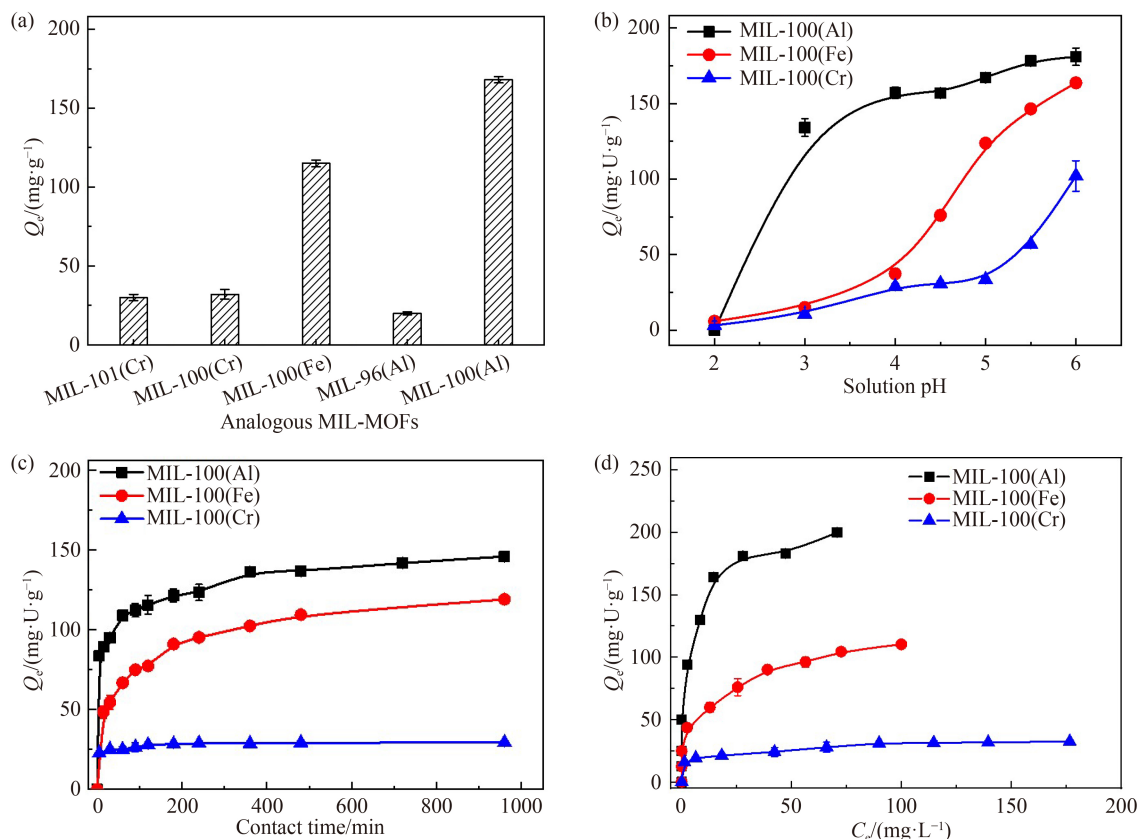 (a)
200
150
100
50
0
Qe/(mg·g⁻¹)
MIL-101(Cr)
MIL-100(Cr)
MIL-100(Fe)
MIL-96(Al)
MIL-100(Al)
Analogous MIL-MOFs
(b)
MIL-100(Al)
MIL-100(Fe)
MIL-100(Cr)
200
150
100
50
0
Qe/(mg·U·g⁻¹)
2 3 4 5 6
Solution pH
(c)
MIL-100(Al)
MIL-100(Fe)
MIL-100(Cr)
200
150
100
50
0
Qe/(mg·U·g⁻¹)
0 200 400 600 800 1000
Contact time/min
(d)
MIL-100(Al)
MIL-100(Fe)
MIL-100(Cr)
250
200
150
100
50
0
Qe/(mg·U·g⁻¹)
0 50 100 150 200
Ce/(mg·L⁻¹)